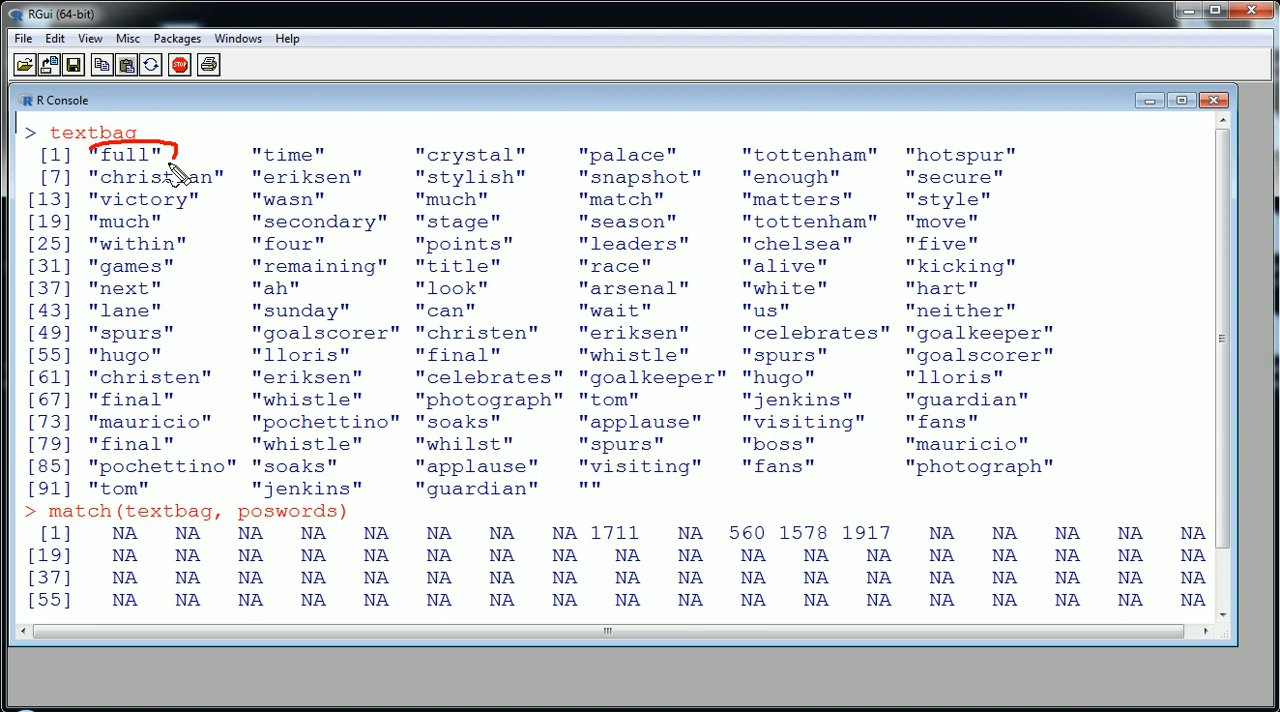 RGui (64-bit)
File Edit View Misc Packages Windows Help
STOP
R Console
> textbag
[1] "full" "time" "crystal" "palace" "tottenham" "hotspur"
[7] "christian" "eriksen" "stylish" "snapshot" "enough" "secure"
[13] "victory" "wasn" "much" "match" "matters" "style"
[19] "much" "secondary" "stage" "season" "tottenham" "move"
[25] "within" "four" "points" "leaders" "chelsea" "five"
[31] "games" "remaining" "title" "race" "alive" "kicking"
[37] "next" "ah" "look" "arsenal" "white" "hart"
[43] "lane" "sunday" "can" "wait" "us" "neither"
[49] "spurs" "goalscorer" "christen" "eriksen" "celebrates" "goalkeeper"
[55] "hugo" "lloris" "final" "whistle" "spurs" "goalscorer"
[61] "christen" "eriksen" "celebrates" "goalkeeper" "hugo" "lloris"
[67] "final" "whistle" "photograph" "tom" "jenkins" "guardian"
[73] "mauricio" "pochettino" "soaks" "applause" "visiting" "fans"
[79] "final" "whistle" "whilst" "spurs" "boss" "mauricio"
[85] "pochettino" "soaks" "applause" "visiting" "fans" "photograph"
[91] "tom" "jenkins" "guardian" ""
> match(textbag, poswords)
[1] NA NA NA NA NA NA NA NA 1711 NA 560 1578 1917 NA NA NA NA NA
[19] NA NA NA NA NA NA NA NA NA NA NA NA NA NA NA NA NA NA
[37] NA NA NA NA NA NA NA NA NA NA NA NA NA NA NA NA NA NA
[55] NA NA NA NA NA NA NA NA NA NA NA NA NA NA NA NA NA NA